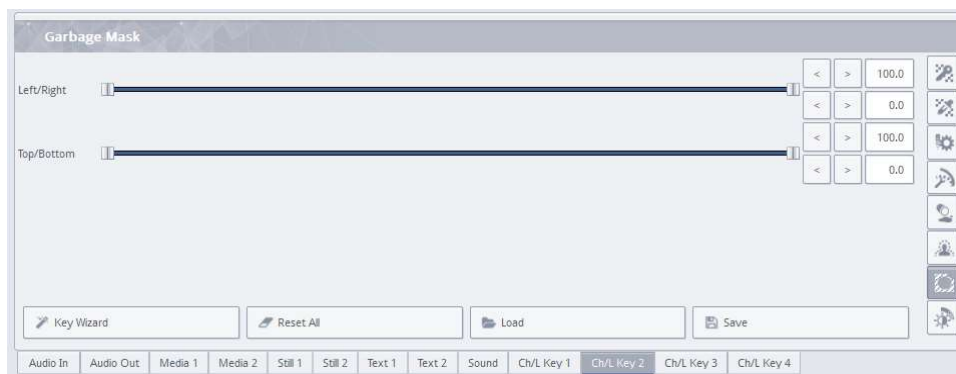 Garbage Mask
< > 100.0
Left/Right
< > 0.0
< > 100.0
Top/Bottom
< > 0.0
Key Wizard Reset All Load Save
Audio In Audio Out Media 1 Media 2 Still 1 Still 2 Text 1 Text 2 Sound Ch/L Key 1 Ch/L Key 2 Ch/L Key 3 Ch/L Key 4